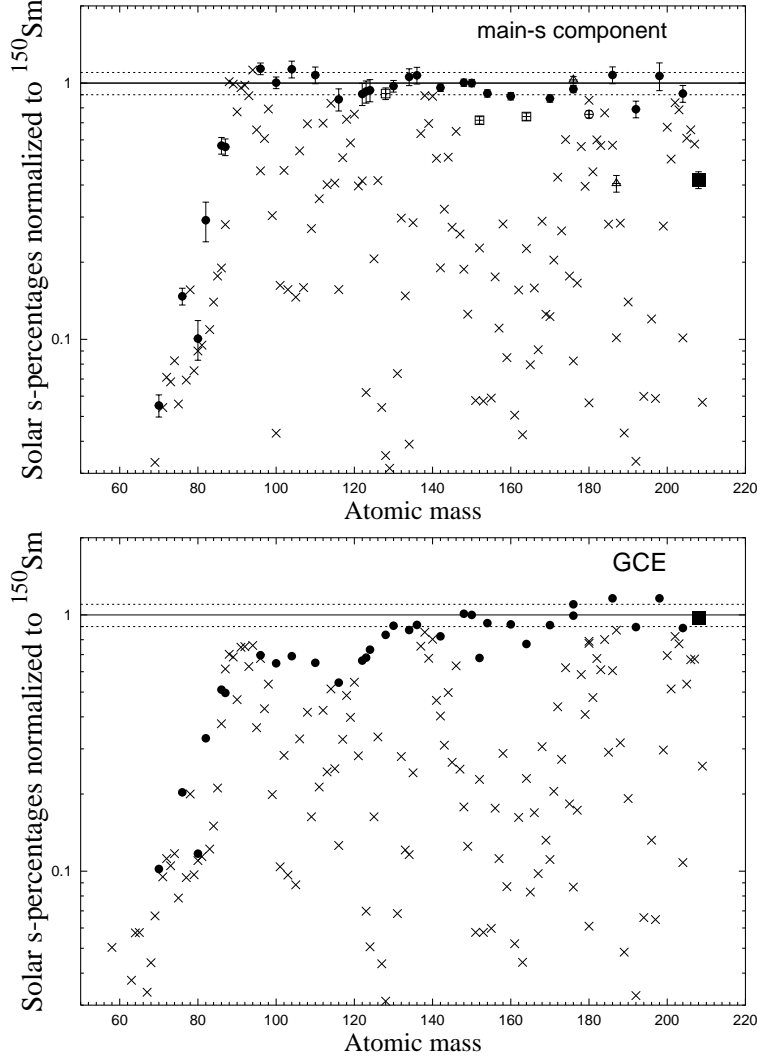 main-s component
Solar s-percentages normalized to ¹⁵⁰Sm
1
0.1
60 80 100 120 140 160 180 200 220
Atomic mass
GCE
Solar s-percentages normalized to ¹⁵⁰Sm
1
0.1
60 80 100 120 140 160 180 200 220
Atomic mass